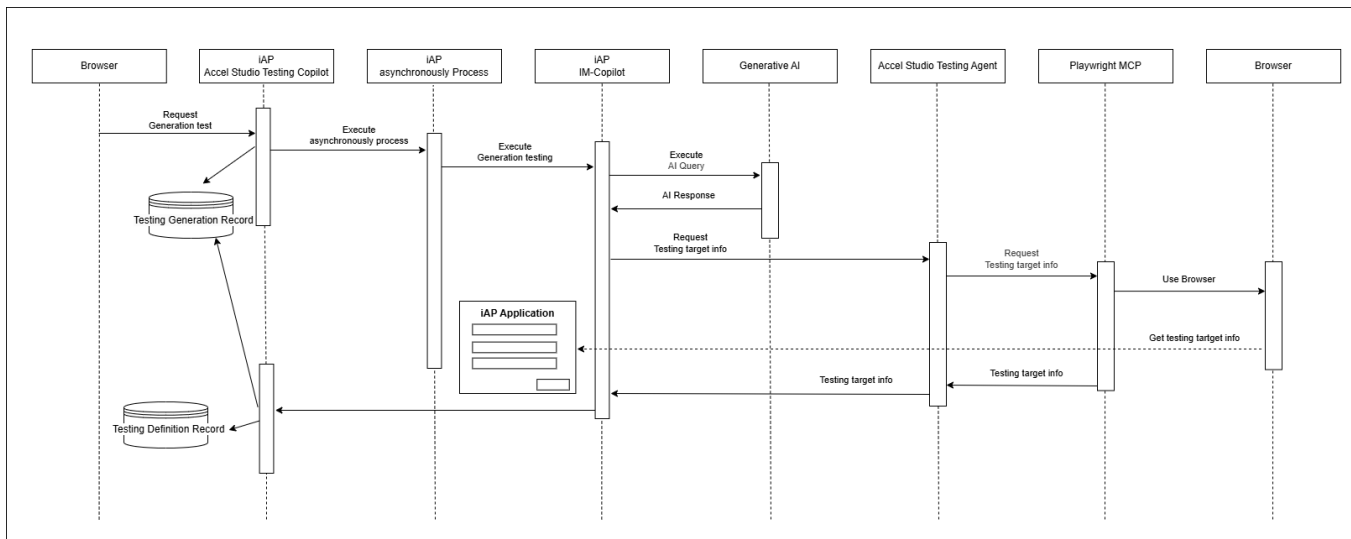 Browser
iAP
Accel Studio Testing Copilot
iAP
asynchronously Process
iAP
IM-Copilot
Generative AI
Accel Studio Testing Agent
Playwright MCP
Browser
Request
Generation test
Execute
asynchronously process
Execute
Generation testing
Execute
AI Query
AI Response
Testing Generation Record
Request
Testing target info
Request
Testing target info
Use Browser
iAP Application
Get testing tartget info
Testing target info
Testing target info
Testing Definition Record